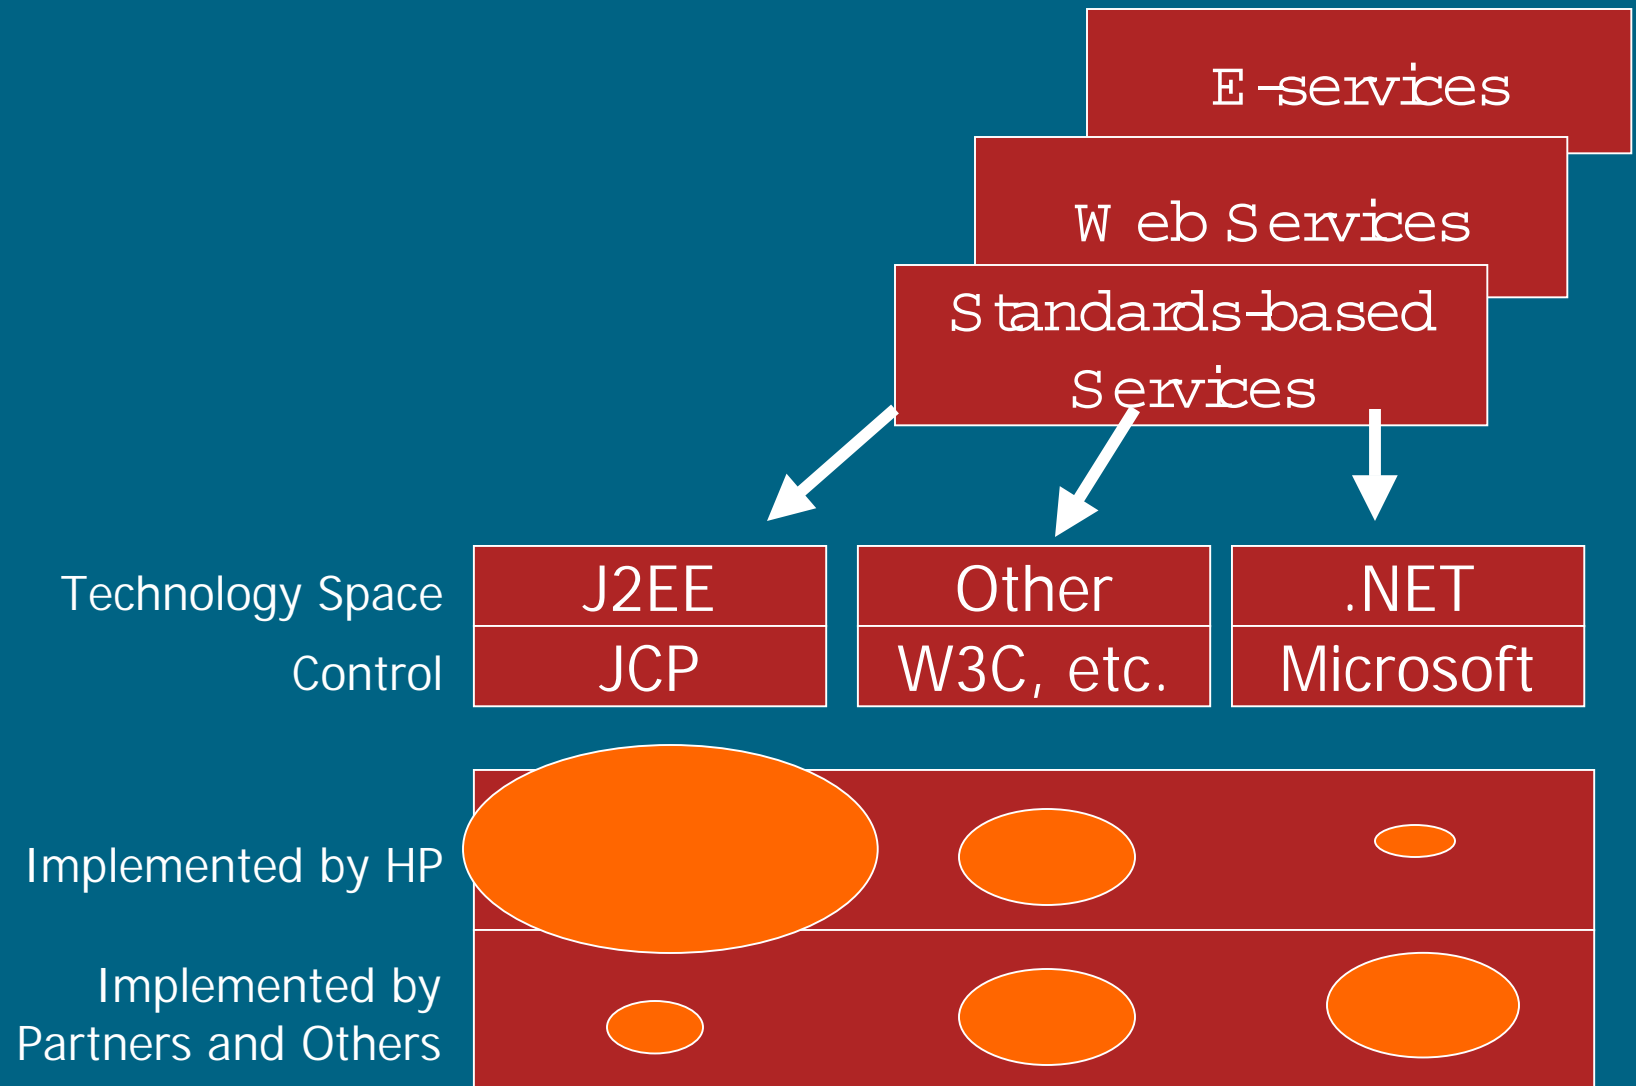 E-services
Web Services
Standards-based
Services
Technology Space J2EE Other .NET
Control JCP W3C, etc. Microsoft
Implemented by HP
Implemented by
Partners and Others